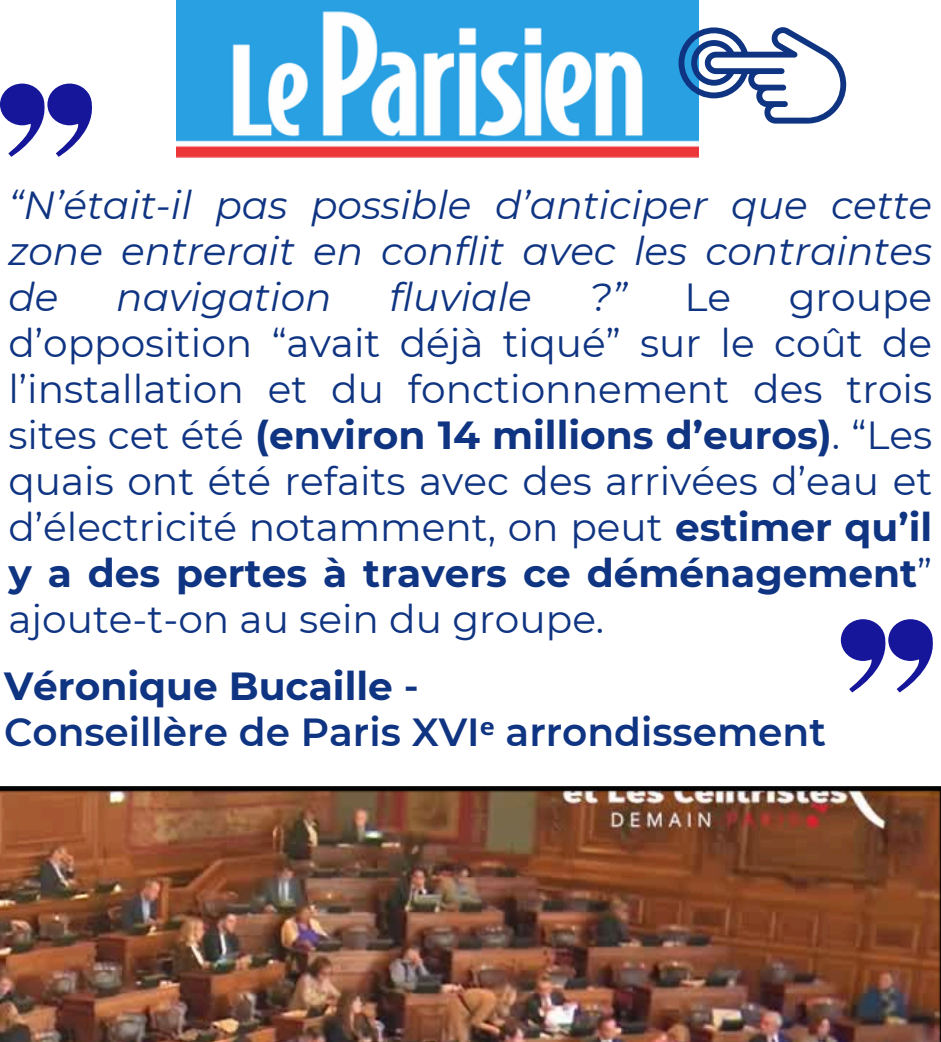 Le Parisien
“N’était-il pas possible d’anticiper que cette
zone entrerait en conflit avec les contraintes
de navigation fluviale ?” Le groupe
d’opposition “avait déjà tiqué” sur le coût de
l’installation et du fonctionnement des trois
sites cet été (environ 14 millions d’euros). “Les
quais ont été refaits avec des arrivées d’eau et
d’électricité notamment, on peut estimer qu’il
y a des pertes à travers ce déménagement”
ajoute-t-on au sein du groupe.
Véronique Bucaille -
Conseillère de Paris XVIᵉ arrondissement
et Les Centristes
DEMAIN PARIS